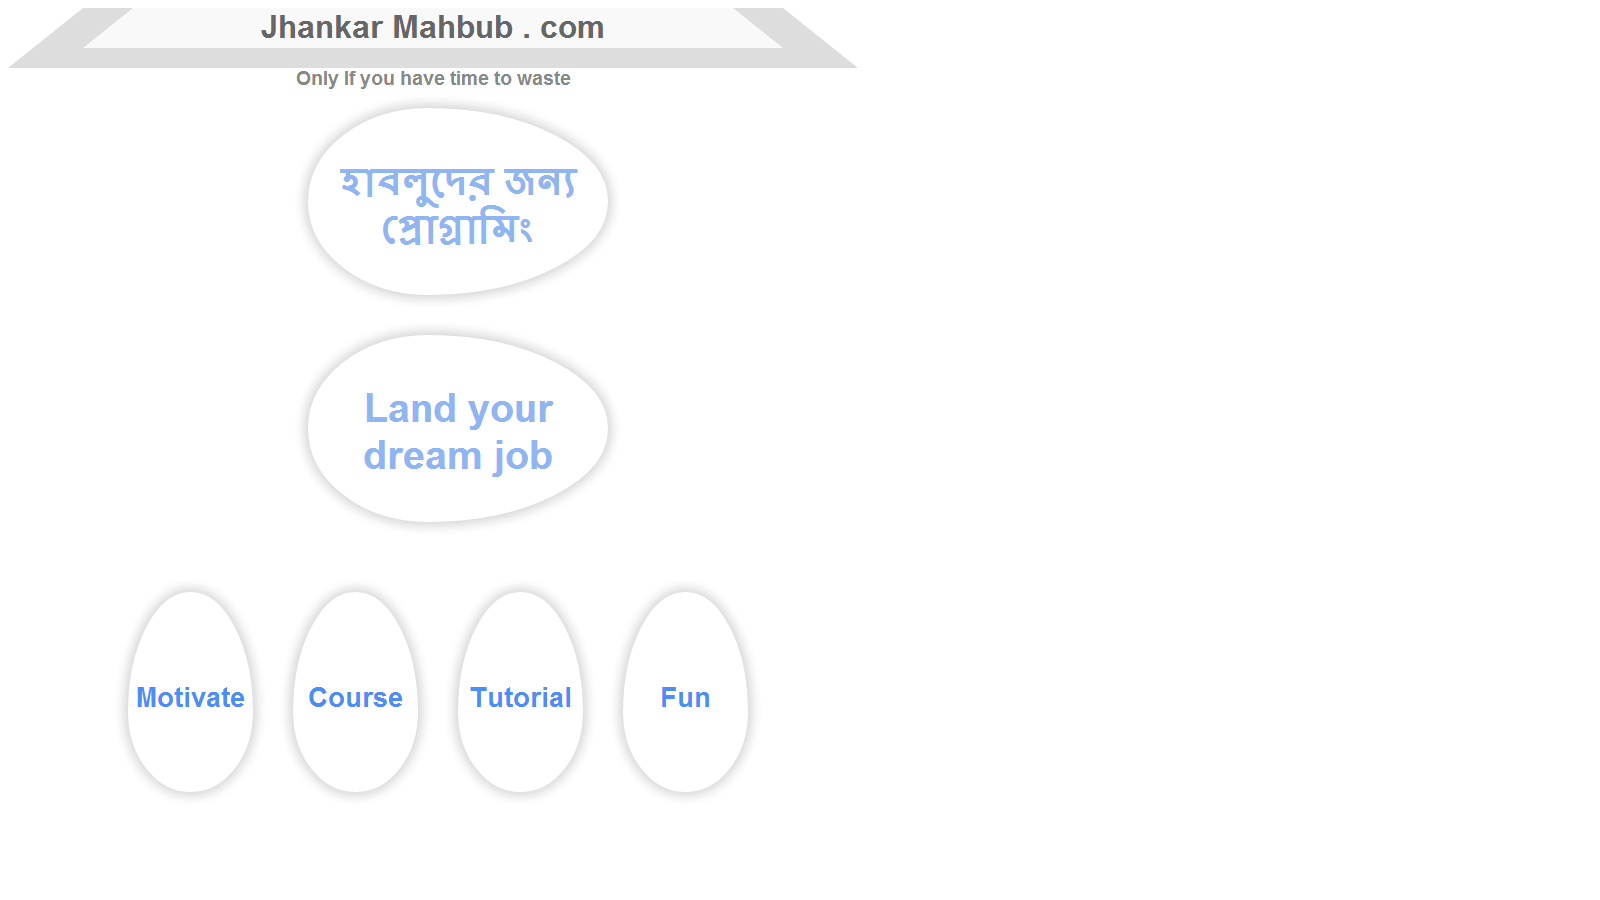 Jhankar Mahbub . com
Only If you have time to waste
হাবলুদের জন্য
প্রোগ্রামিং
Land your
dream job
Motivate Course Tutorial Fun